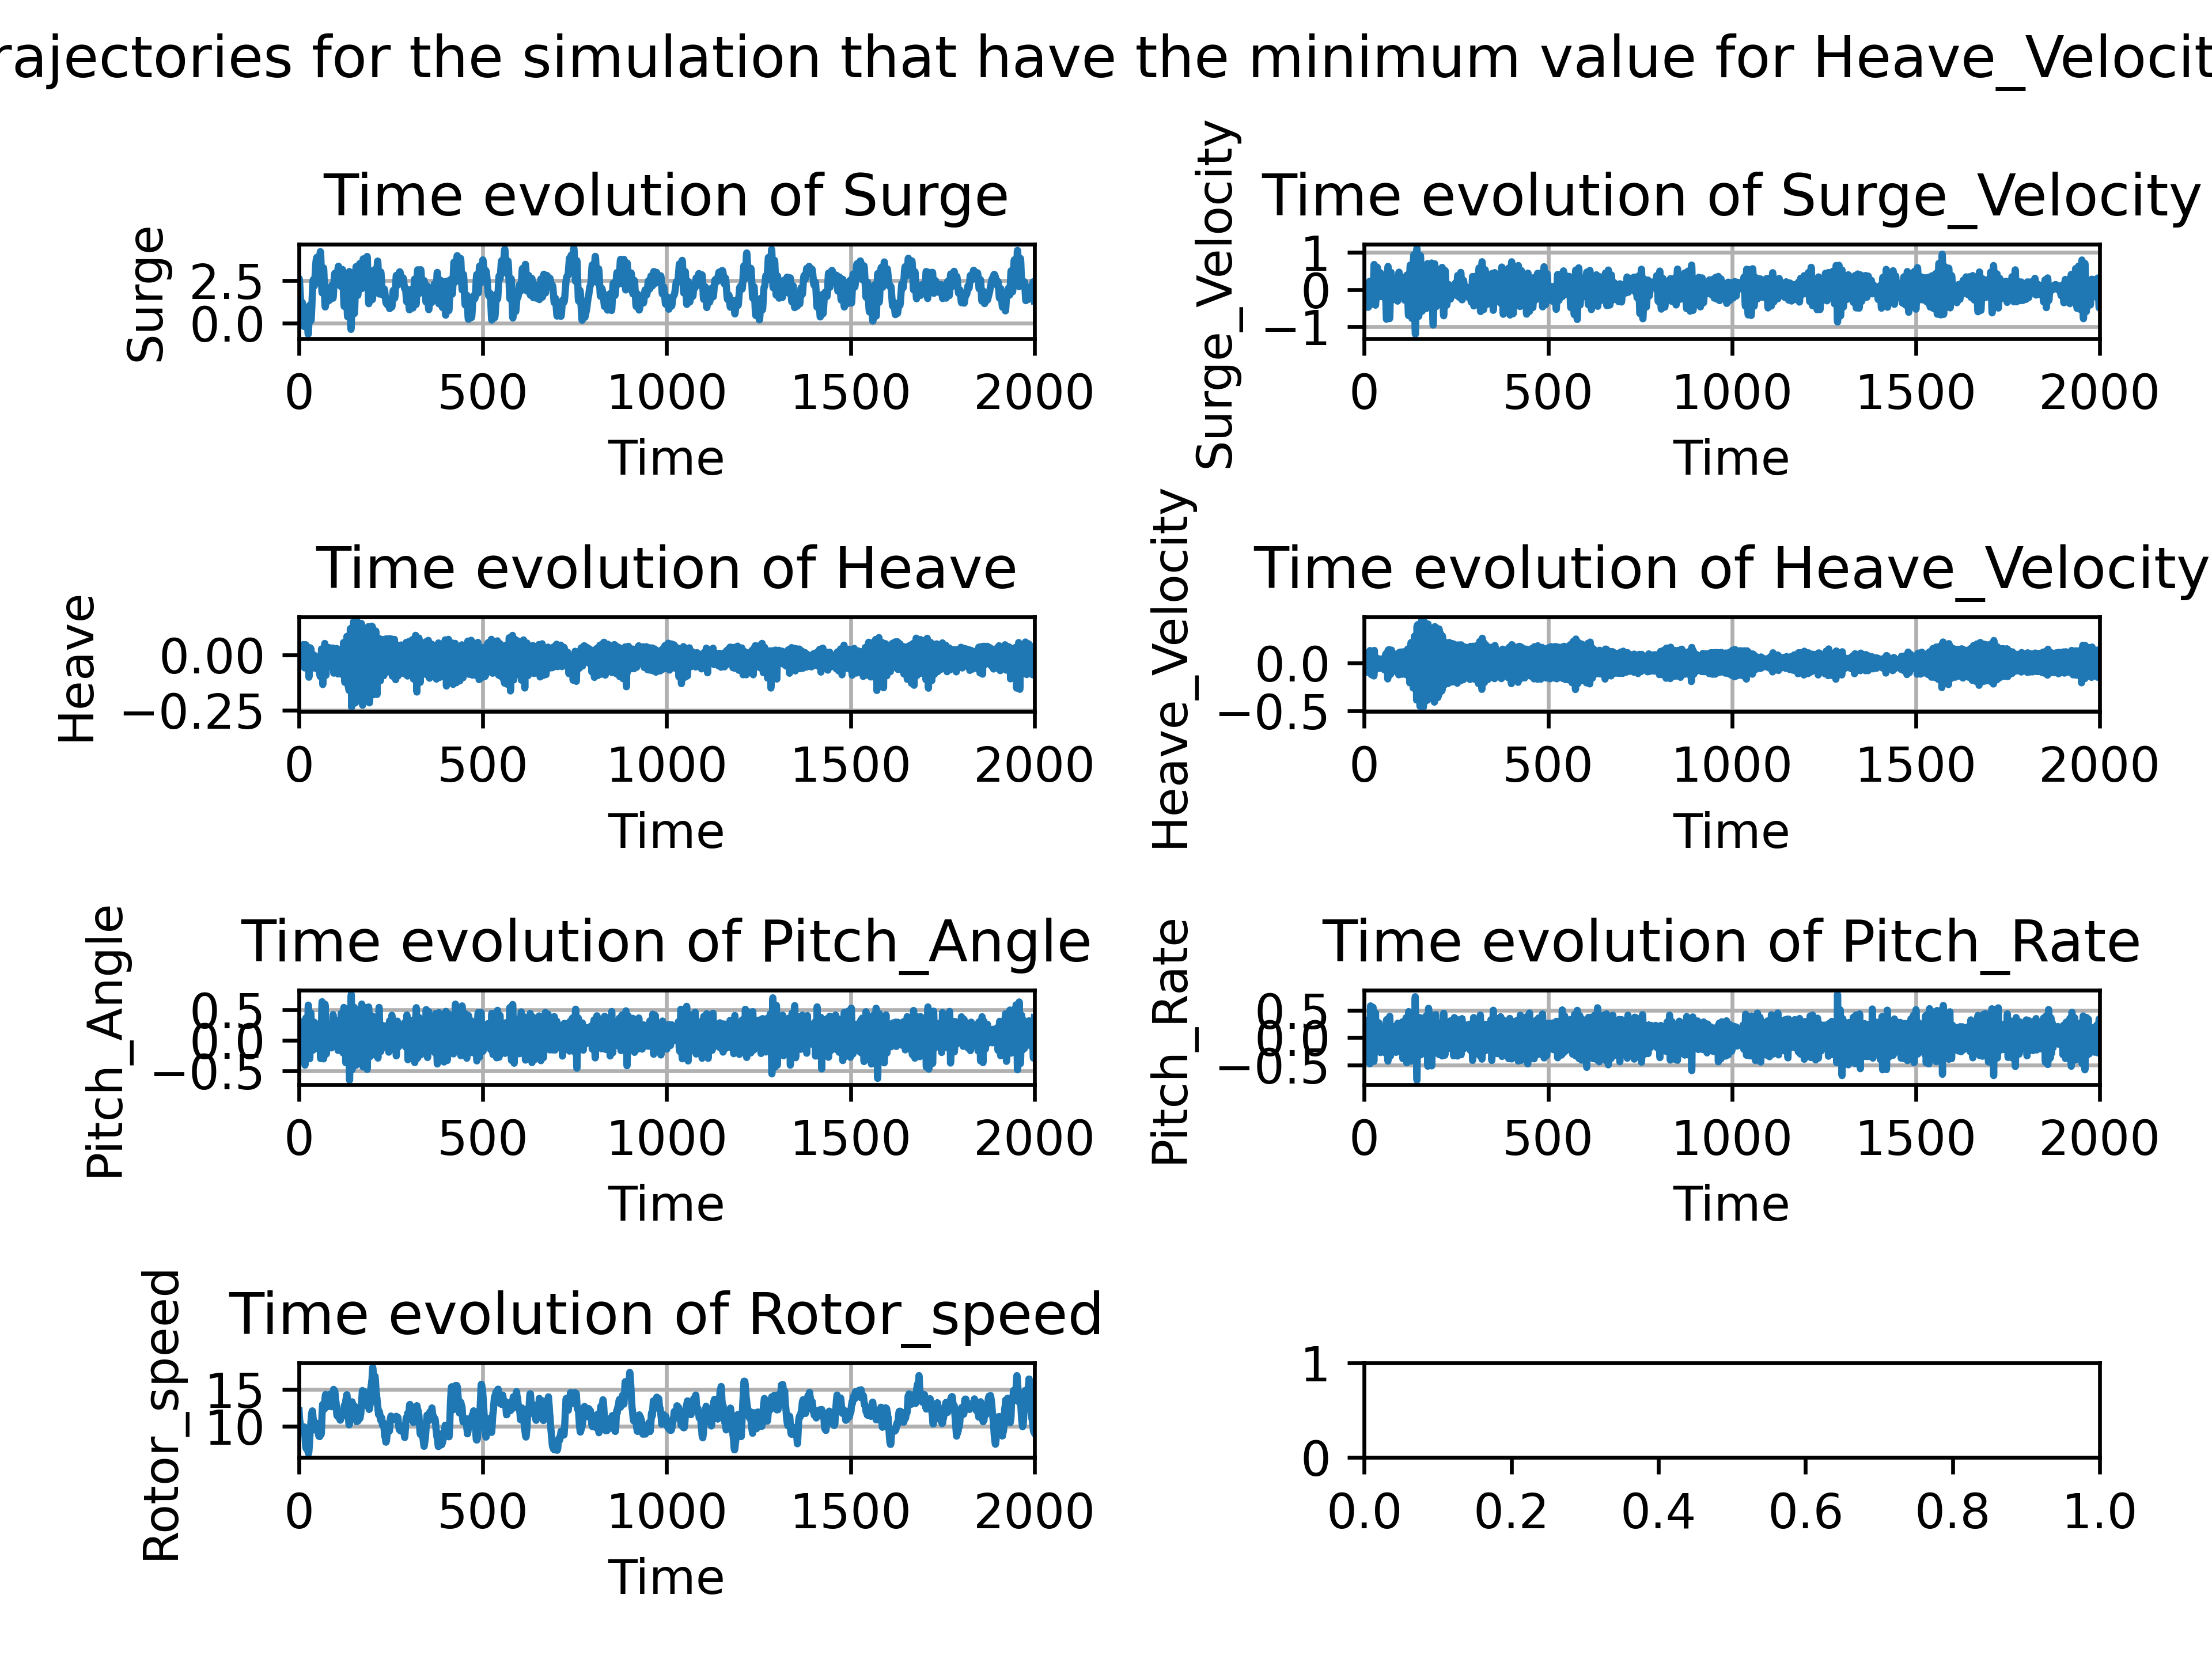 rajectories for the simulation that have the minimum value for Heave_Velocit
Time evolution of Surge
Surge
2.5
0.0
0 500 1000 1500 2000
Time
Time evolution of Surge_Velocity
Surge_Velocity
1
0
−1
0 500 1000 1500 2000
Time
Time evolution of Heave
Heave
0.00
−0.25
0 500 1000 1500 2000
Time
Time evolution of Heave_Velocity
Heave_Velocity
0.0
−0.5
0 500 1000 1500 2000
Time
Time evolution of Pitch_Angle
Pitch_Angle
0.5
0.0
−0.5
0 500 1000 1500 2000
Time
Time evolution of Pitch_Rate
Pitch_Rate
0.5
0.0
−0.5
0 500 1000 1500 2000
Time
Time evolution of Rotor_speed
Rotor_speed
15
10
0 500 1000 1500 2000
Time
1
0
0.0 0.2 0.4 0.6 0.8 1.0